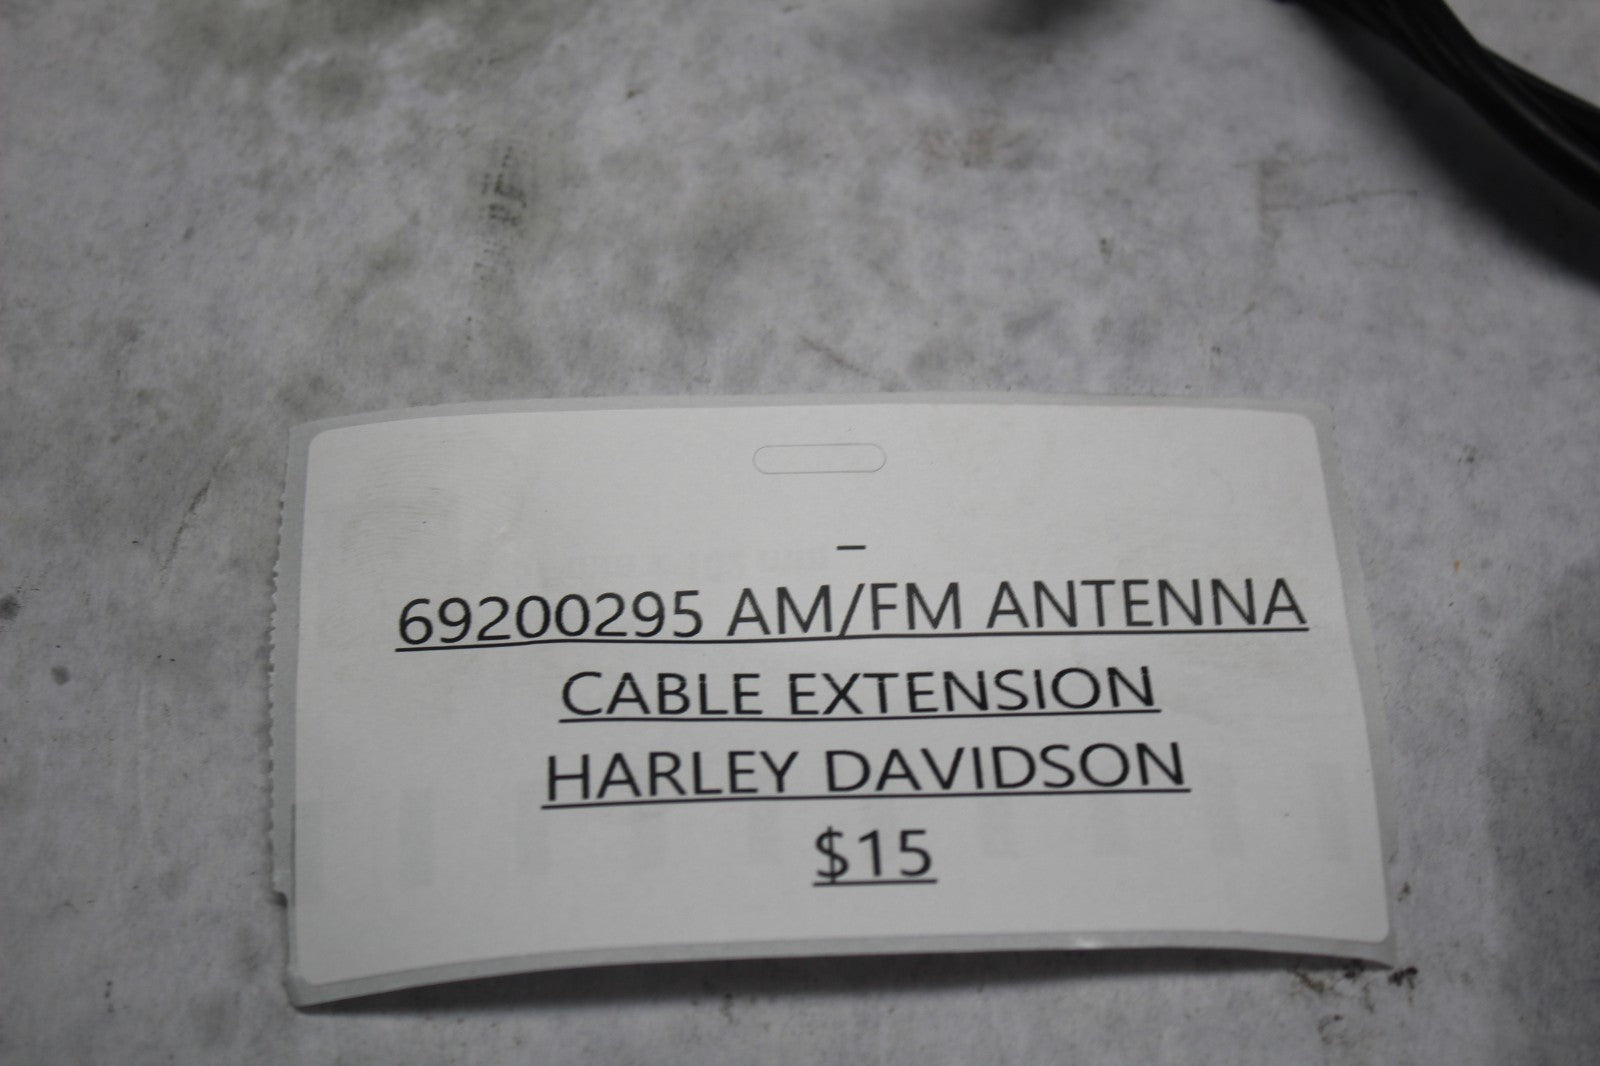 _
69200295 AM/FM ANTENNA
CABLE EXTENSION
HARLEY DAVIDSON
$15